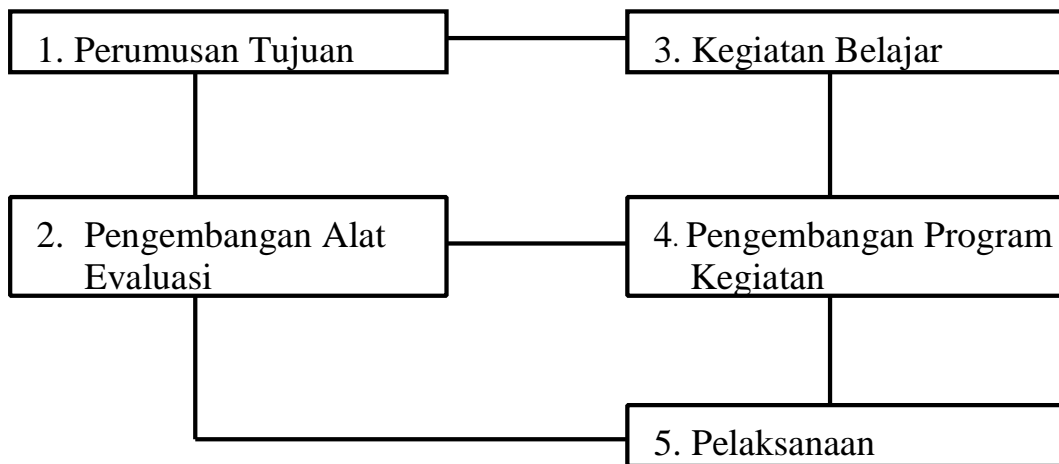 1. Perumusan Tujuan
3. Kegiatan Belajar
2. Pengembangan Alat
Evaluasi
4. Pengembangan Program
Kegiatan
5. Pelaksanaan